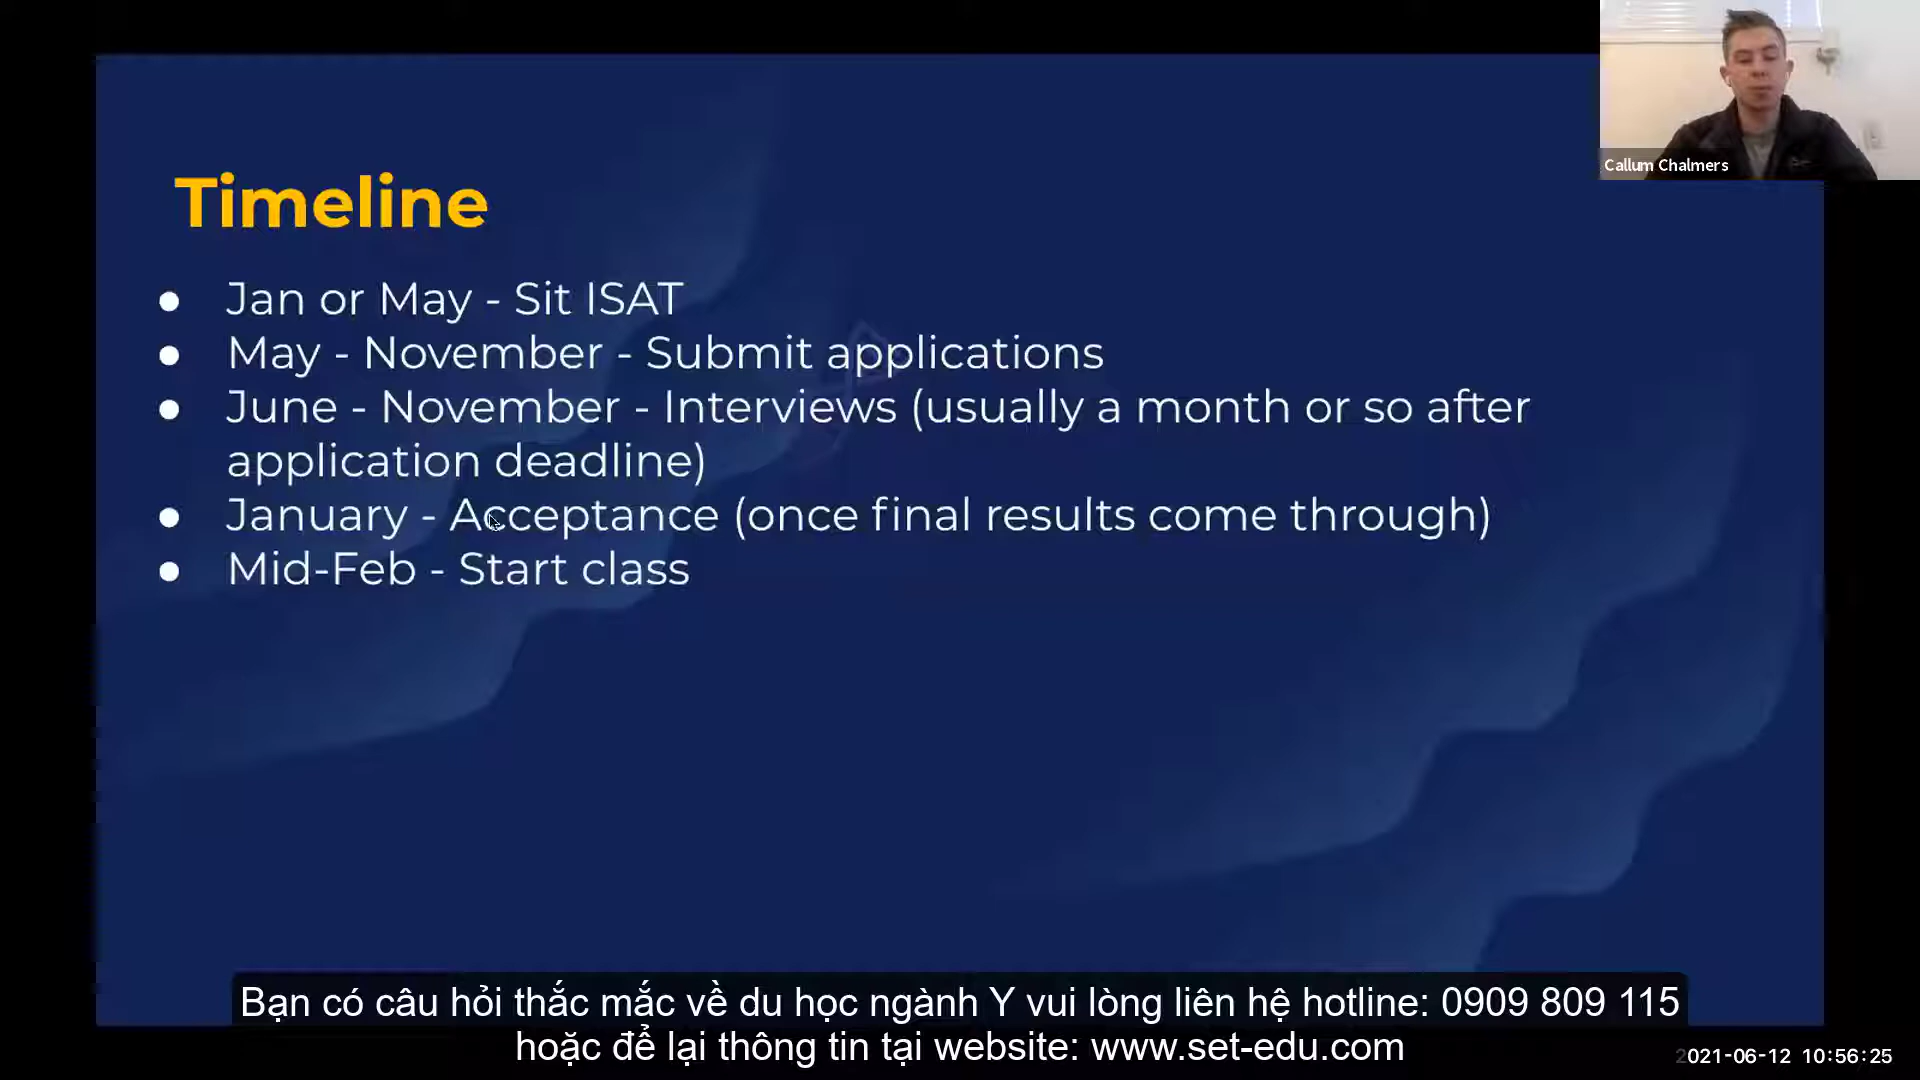 Callum Chalmers
Timeline
● Jan or May - Sit ISAT
● May - November - Submit applications
● June - November - Interviews (usually a month or so after
application deadline)
● January - Acceptance (once final results come through)
● Mid-Feb - Start class
Bạn có câu hỏi thắc mắc về du học ngành Y vui lòng liên hệ hotline: 0909 809 115
hoặc để lại thông tin tại website: www.set-edu.com
2021-06-12 10:56:25